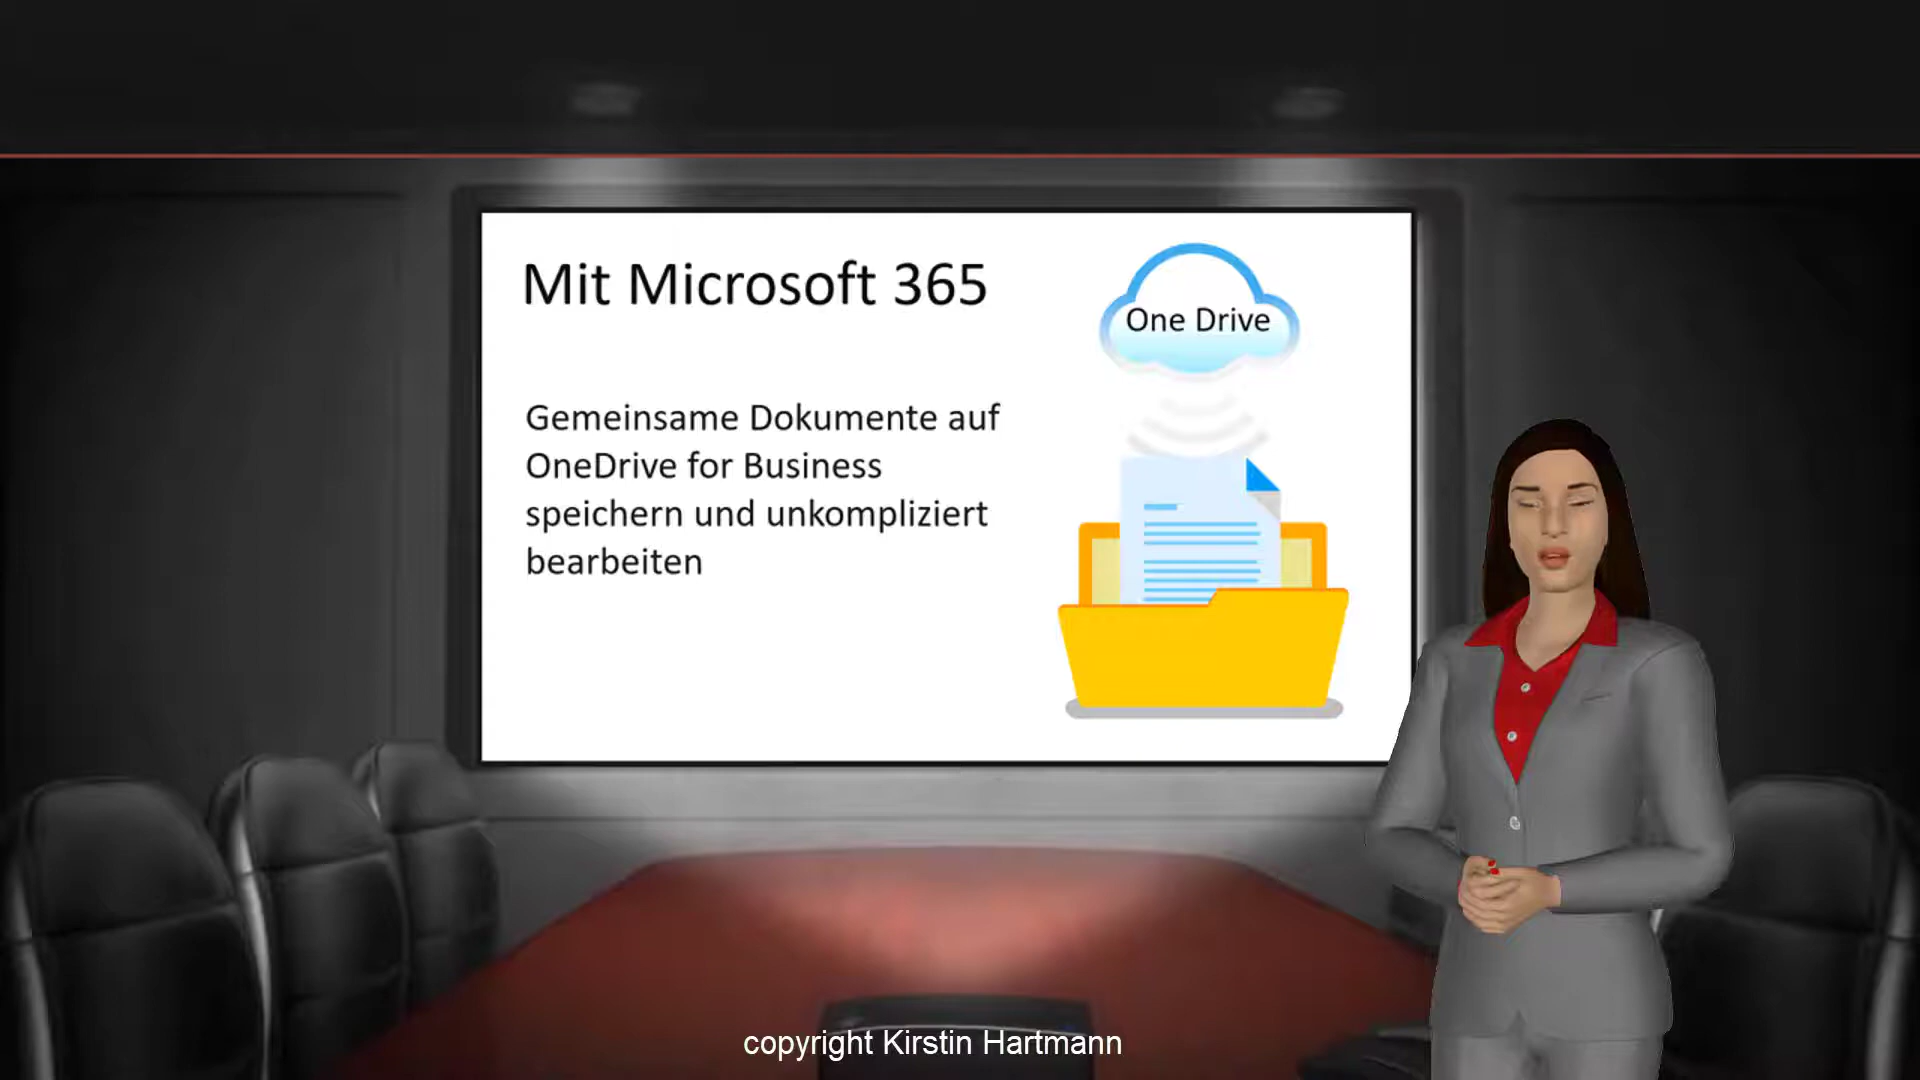 Mit Microsoft 365
One Drive
Gemeinsame Dokumente auf
OneDrive for Business
speichern und unkompliziert
bearbeiten
copyright Kirstin Hartmann